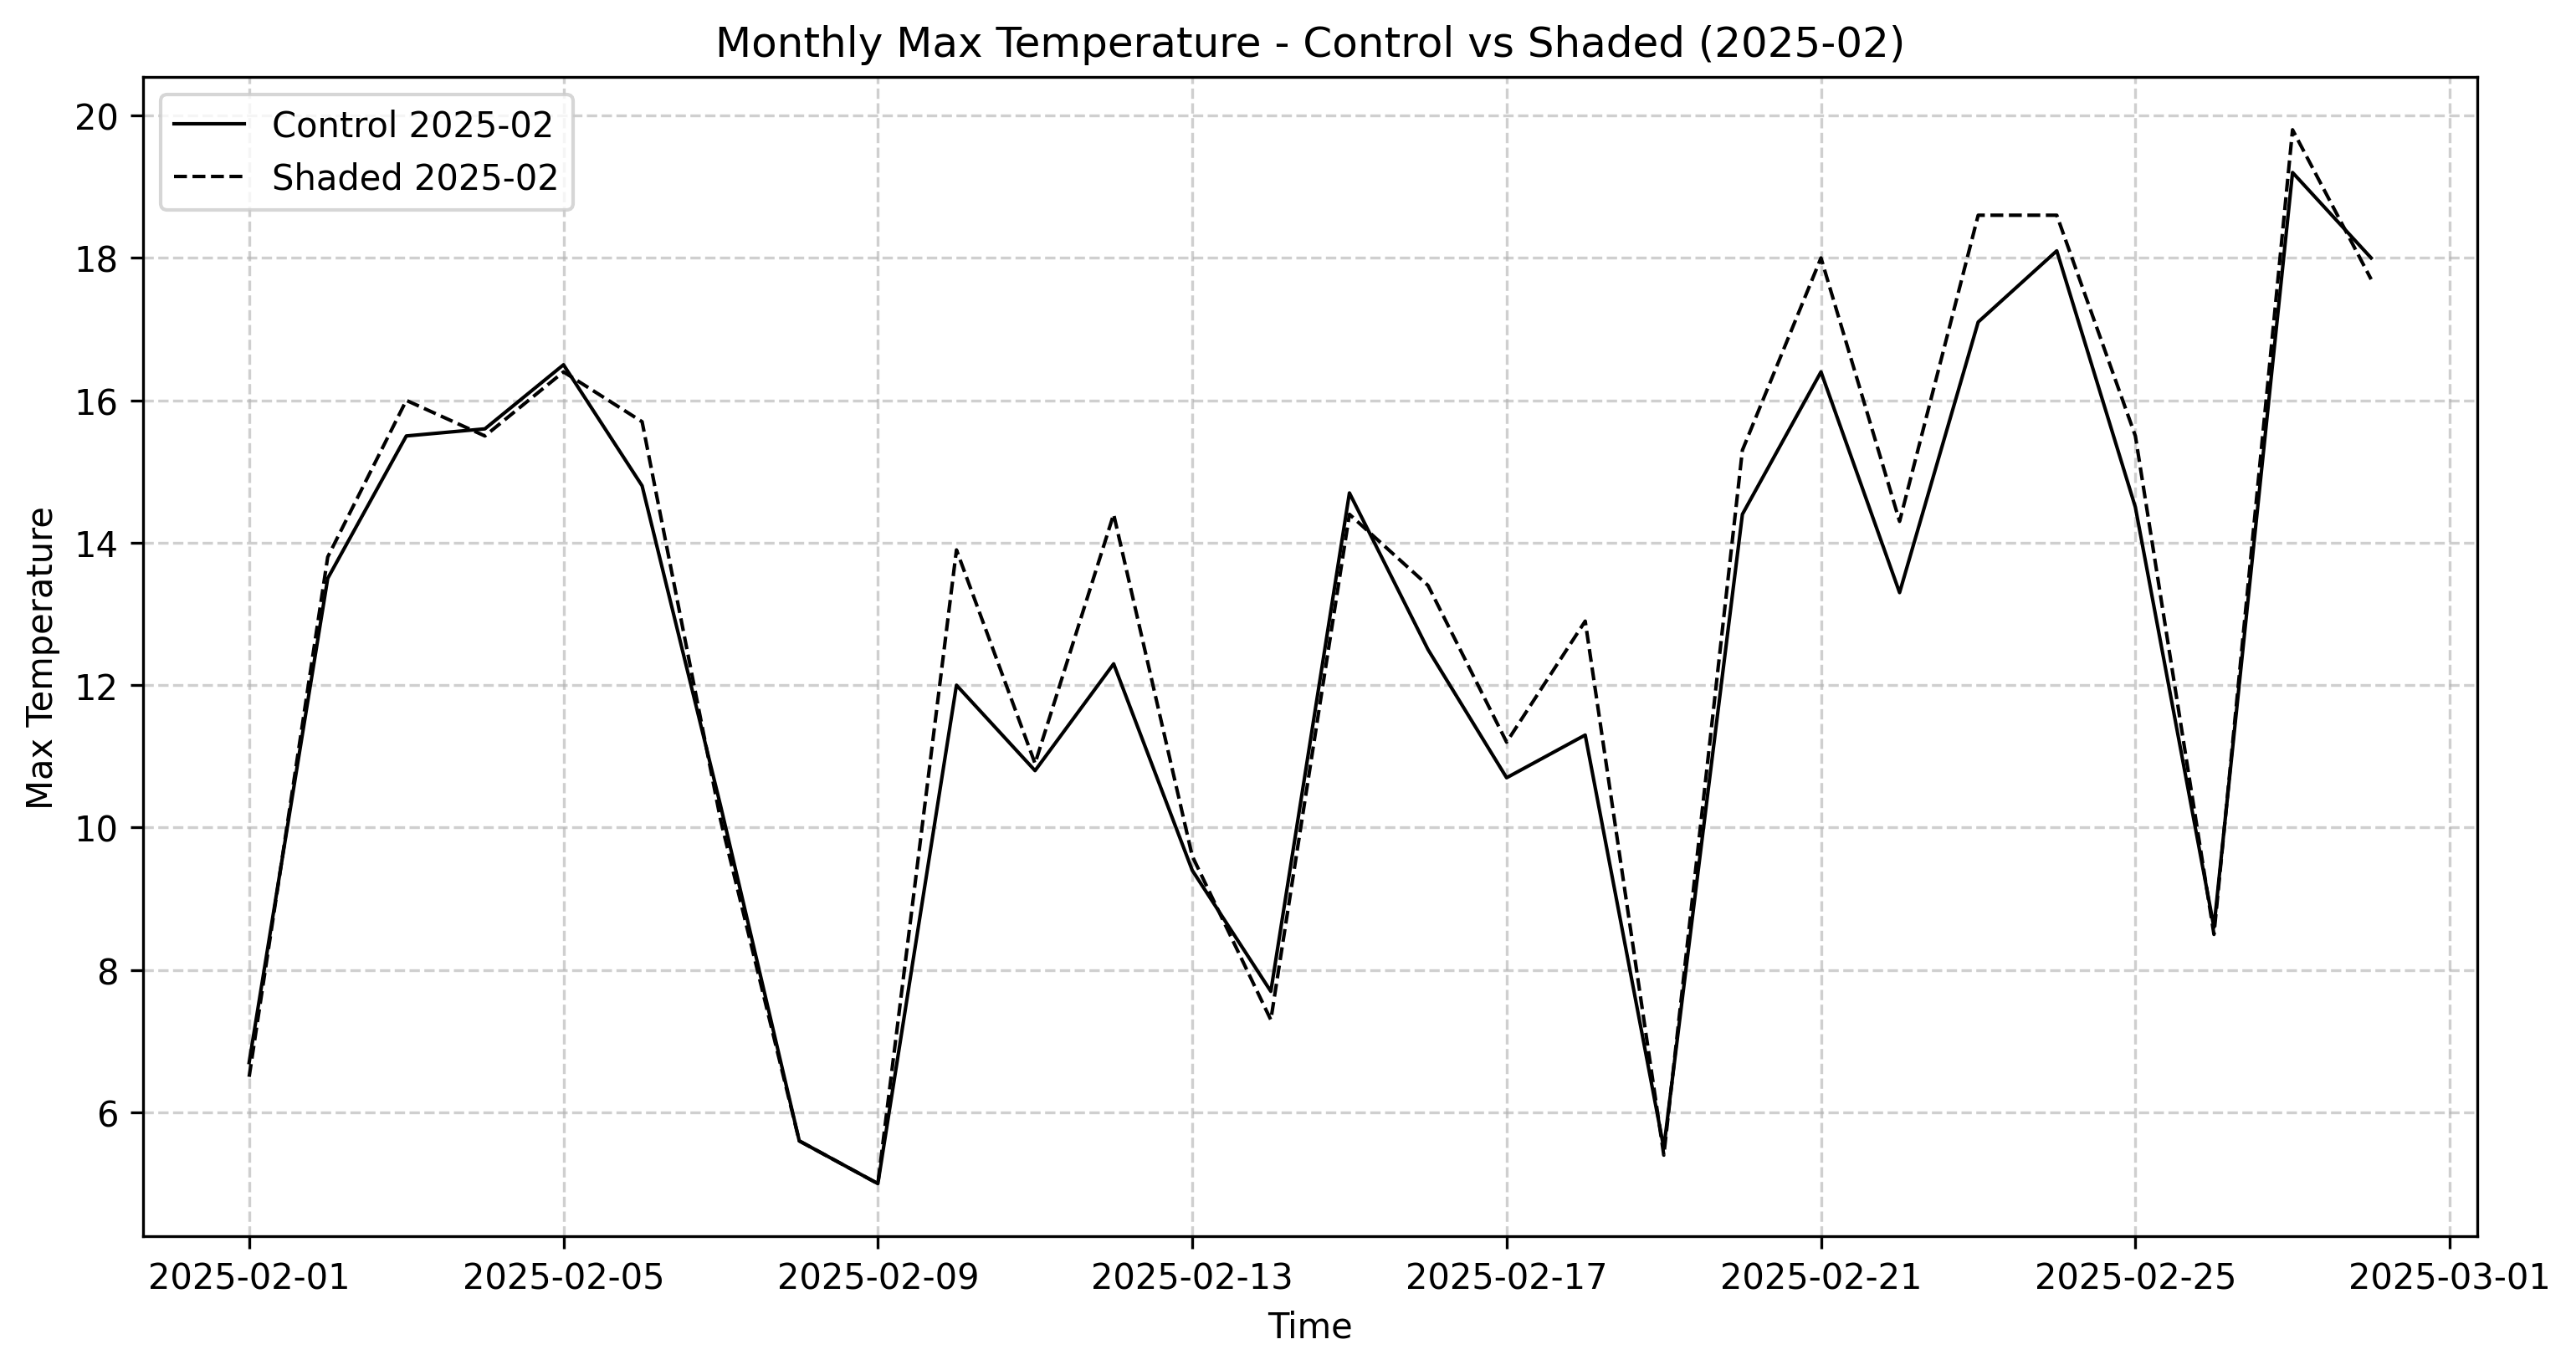 Monthly Max Temperature - Control vs Shaded (2025-02)
Control 2025-02
Shaded 2025-02
20
18
16
14
12
10
8
6
Max Temperature
2025-02-01 2025-02-05 2025-02-09 2025-02-13 2025-02-17 2025-02-21 2025-02-25 2025-03-01
Time